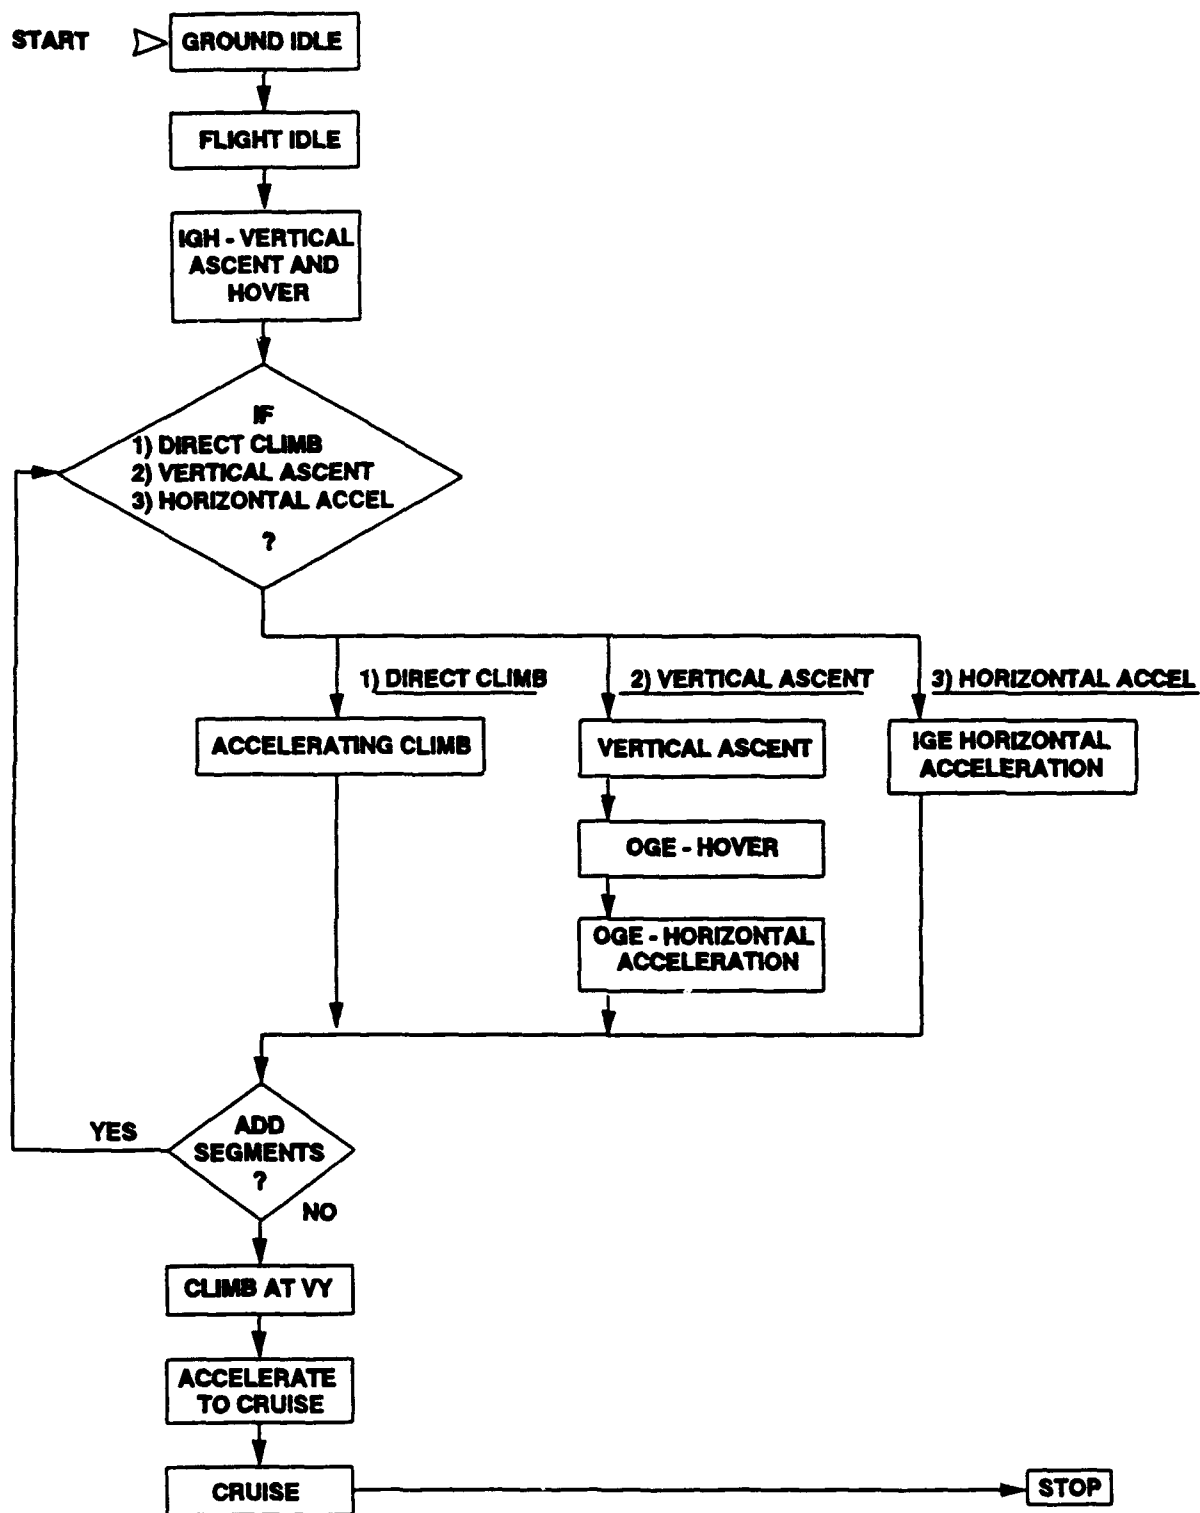 START
GROUND IDLE
FLIGHT IDLE
IGH - VERTICAL
ASCENT AND
HOVER
IF
1) DIRECT CLIMB
2) VERTICAL ASCENT
3) HORIZONTAL ACCEL
?
1) DIRECT CLIMB
2) VERTICAL ASCENT
3) HORIZONTAL ACCEL
ACCELERATING CLIMB
VERTICAL ASCENT
IGE HORIZONTAL
ACCELERATION
OGE - HOVER
OGE - HORIZONTAL
ACCELERATION
YES
ADD
SEGMENTS
?
NO
CLIMB AT VY
ACCELERATE
TO CRUISE
CRUISE
STOP